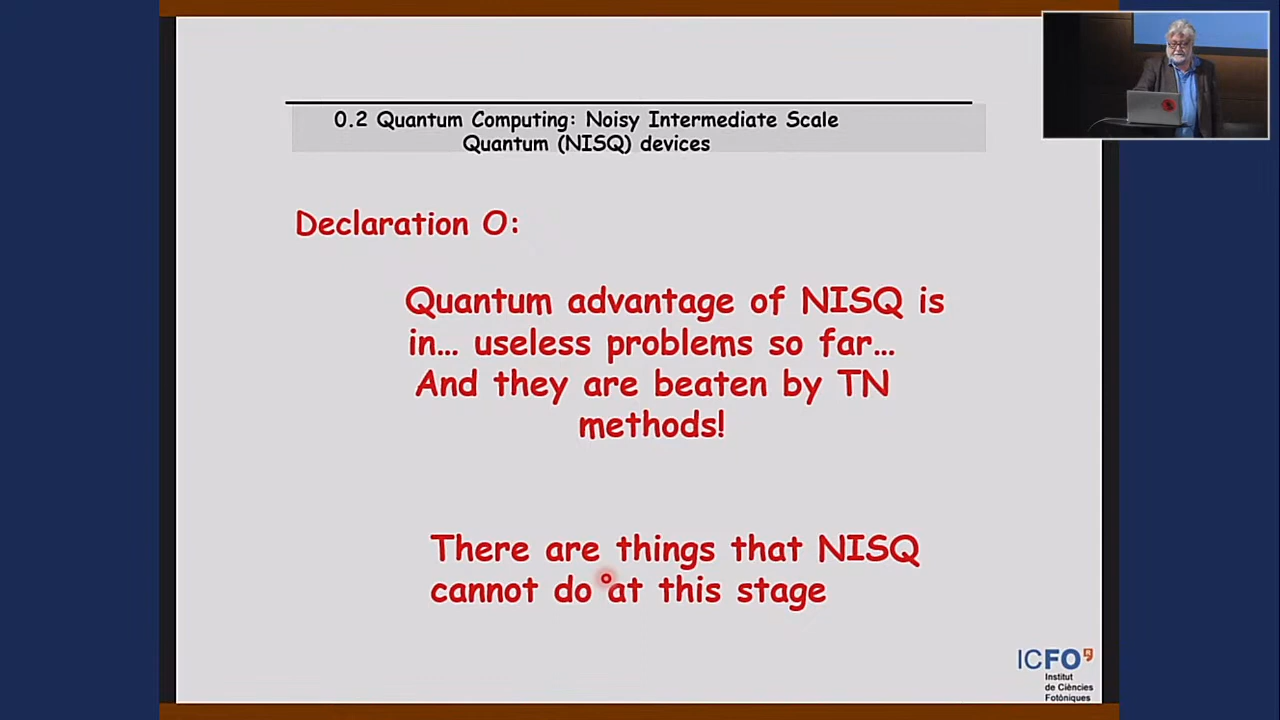 0.2 Quantum Computing: Noisy Intermediate Scale
Quantum (NISQ) devices
Declaration O:
Quantum advantage of NISQ is
in… useless problems so far…
And they are beaten by TN
methods!
There are things that NISQ
cannot do at this stage
ICFO
Institut
de Ciències
Fotòniques